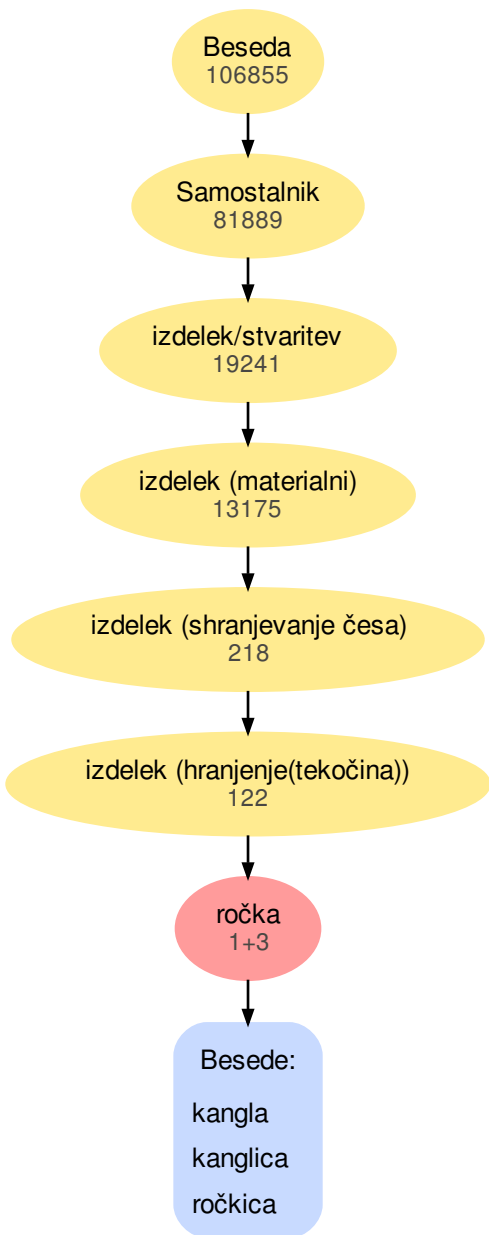 Beseda
106855
Samostalnik
81889
izdelek/stvaritev
19241
izdelek (materialni)
13175
izdelek (shranjevanje česa)
218
izdelek (hranjenje(tekočina))
122
ročka
1+3
Besede:
kangla
kanglica
ročkica